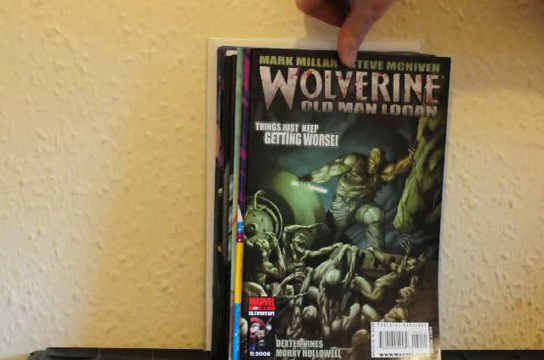 MARK MILLAR STEVE McNIVEN
WOLVERINE
OLD MAN LOGAN
THINGS JUST KEEP
GETTING WORSE!
MARVEL
DEXTER VINES
MORRY HOLLOWELL